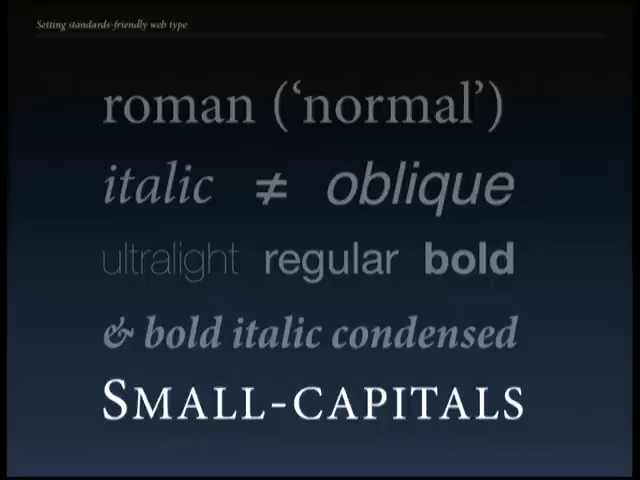 Setting standards-friendly web type
roman (‘normal’)
italic ≠ oblique
ultralight regular bold
& bold italic condensed
Small-capitals